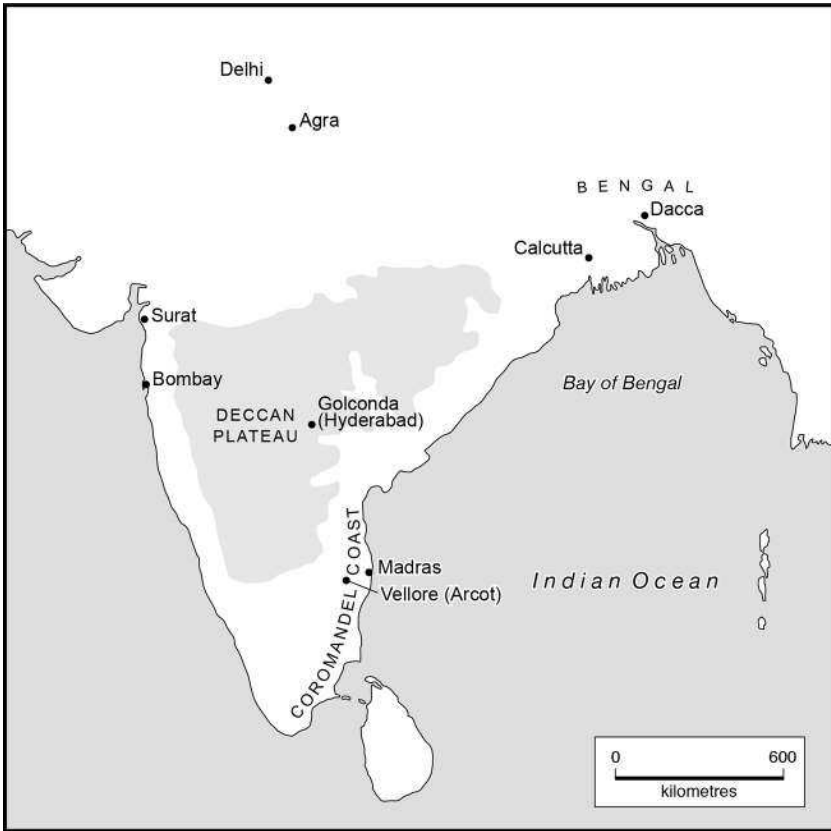 Delhi
Agra
BENGAL
Dacca
Calcutta
Surat
Bombay
Bay of Bengal
Golconda
(Hyderabad)
DECCAN
PLATEAU
COROMANDEL COAST
Madras
Vellore (Arcot)
Indian Ocean
0 600
kilometres